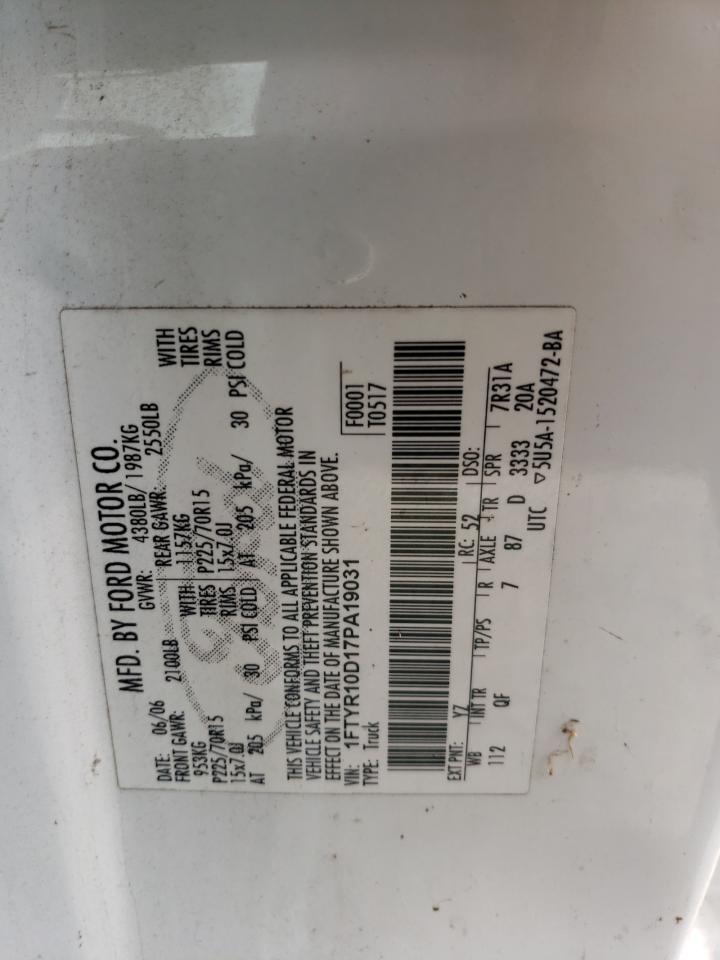 MFD. BY FORD MOTOR CO.
DATE: 06/06 GVWR: 4380LB/ 1987KG
FRONT GAWR: 2100LB REAR GAWR: 2550LB
953KG WITH 1157KG WITH
P225/70R15 TIRES P225/70R15 TIRES
15x7.0J RIMS 15x7.0J RIMS
AT 205 kPa/ 30 PSI COLD AT 205 kPa/ 30 PSI COLD
THIS VEHICLE CONFORMS TO ALL APPLICABLE FEDERAL MOTOR
VEHICLE SAFETY AND THEFT PREVENTION STANDARDS IN
EFFECT ON THE DATE OF MANUFACTURE SHOWN ABOVE.
VIN: 1FTYR10D17PA19031 F0001
TYPE: Truck T0517
EXT PNT: YZ RC: 52 DSO:
WB INT TR TP/PS R AXLE TR SPR 7R31A
112 QF 7 87 D 3333 20A
UTC ▽5U5A-1520472-BA